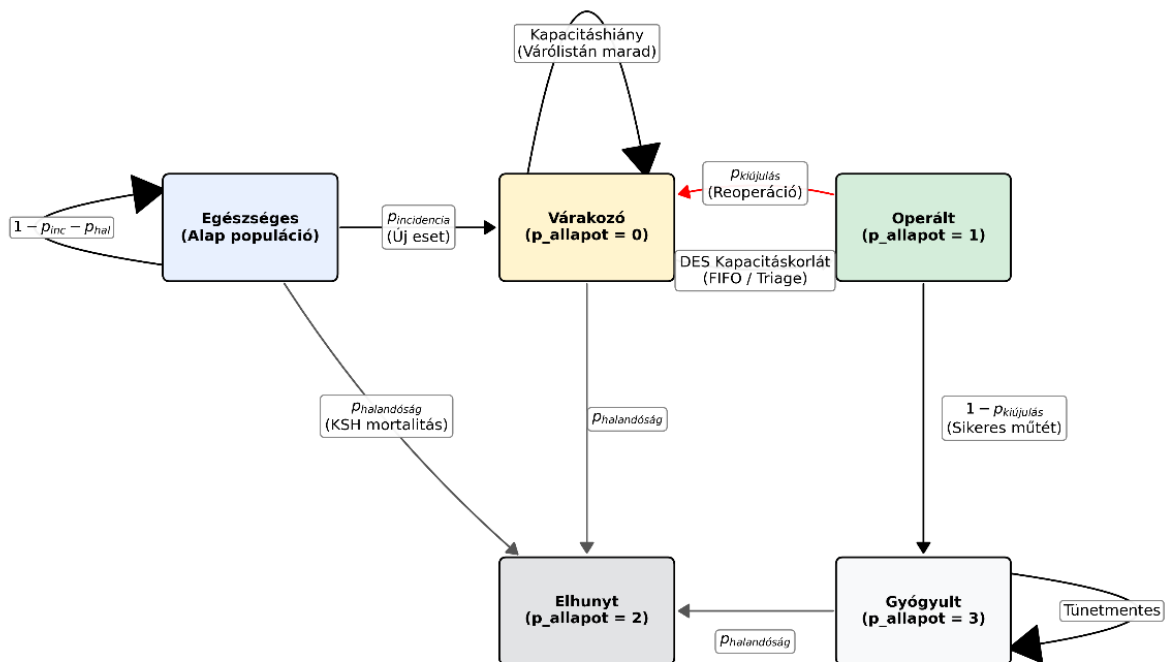 Kapacitáshiány
(Várólistán marad)
1 − p_inc − p_hal
Egészséges
(Alap populáció)
p_incidencia
(Új eset)
Várakozó
(p_allapot = 0)
p_kiújulás
(Reoperáció)
DES Kapacitáskorlát
(FIFO / Triage)
Operált
(p_allapot = 1)
p_halandóság
(KSH mortalitás)
p_halandóság
1 − p_kiújulás
(Sikeres műtét)
Elhunyt
(p_allapot = 2)
p_halandóság
Gyógyult
(p_allapot = 3)
Tünetmentes